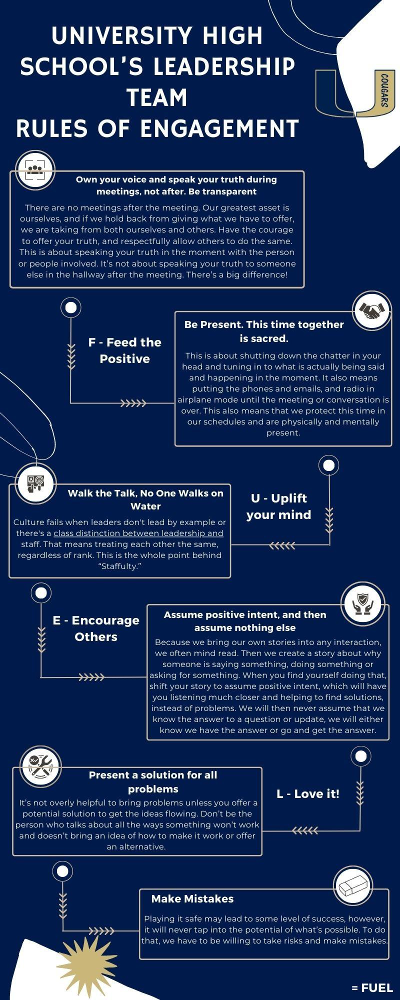 UNIVERSITY HIGH
SCHOOL'S LEADERSHIP
TEAM
RULES OF ENGAGEMENT
COUGARS
Own your voice and speak your truth during
meetings, not after. Be transparent
There are no meetings after the meeting. Our greatest asset is
ourselves, and if we hold back from giving what we have to offer,
we are taking from both ourselves and others. Have the courage
to offer your truth, and respectfully allow others to do the same.
This is about speaking your truth in the moment with the person
or people involved. It's not about speaking your truth to someone
else in the hallway after the meeting. There's a big difference!
F - Feed the
Positive
Be Present. This time together
is sacred.
This is about shutting down the chatter in your
head and tuning in to what is actually being said
and happening in the moment. It also means
putting the phones and emails, and radio in
airplane mode until the meeting or conversation is
over. This also means that we protect this time in
our schedules and are physically and mentally
present.
Walk the Talk, No One Walks on
Water
Culture fails when leaders don't lead by example or
there's a class distinction between leadership and
staff. That means treating each other the same,
regardless of rank. This is the whole point behind
“Staffulty.”
U - Uplift
your mind
E - Encourage
Others
Assume positive intent, and then
assume nothing else
Because we bring our own stories into any interaction,
we often mind read. Then we create a story about why
someone is saying something, doing something or
asking for something. When you find yourself doing that,
shift your story to assume positive intent, which will have
you listening much closer and helping to find solutions,
instead of problems. We will then never assume that we
know the answer to a question or update, we will either
know we have the answer or go and get the answer.
Present a solution for all
problems
It's not overly helpful to bring problems unless you offer a
potential solution to get the ideas flowing. Don't be the
person who talks about all the ways something won't work
and doesn't bring an idea of how to make it work or offer
an alternative.
L - Love it!
Make Mistakes
Playing it safe may lead to some level of success, however,
it will never tap into the potential of what's possible. To do
that, we have to be willing to take risks and make mistakes.
= FUEL